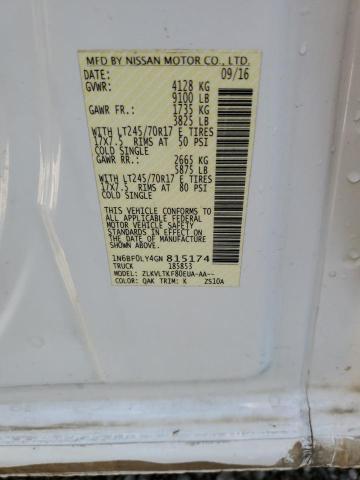 MFD BY NISSAN MOTOR CO., LTD.
DATE: 09/16
GVWR: 4128 KG
9100 LB
GAWR FR.: 1735 KG
3825 LB
WITH LT245/70R17 E TIRES
17X7.5 RIMS AT 50 PSI
COLD SINGLE
GAWR RR.: 2665 KG
5875 LB
WITH LT245/70R17 E TIRES
17X7.5 RIMS AT 80 PSI
COLD SINGLE
THIS VEHICLE CONFORMS TO ALL
APPLICABLE FEDERAL
MOTOR VEHICLE SAFETY
STANDARDS IN EFFECT ON THE DATE OF
MANUFACTURE SHOWN ABOVE.
1N6BF0LY4GN 815174
TRUCK 185853
MODEL: ZLKVLTKF80EUA-AA--
COLOR: QAK TRIM: K ZS10A